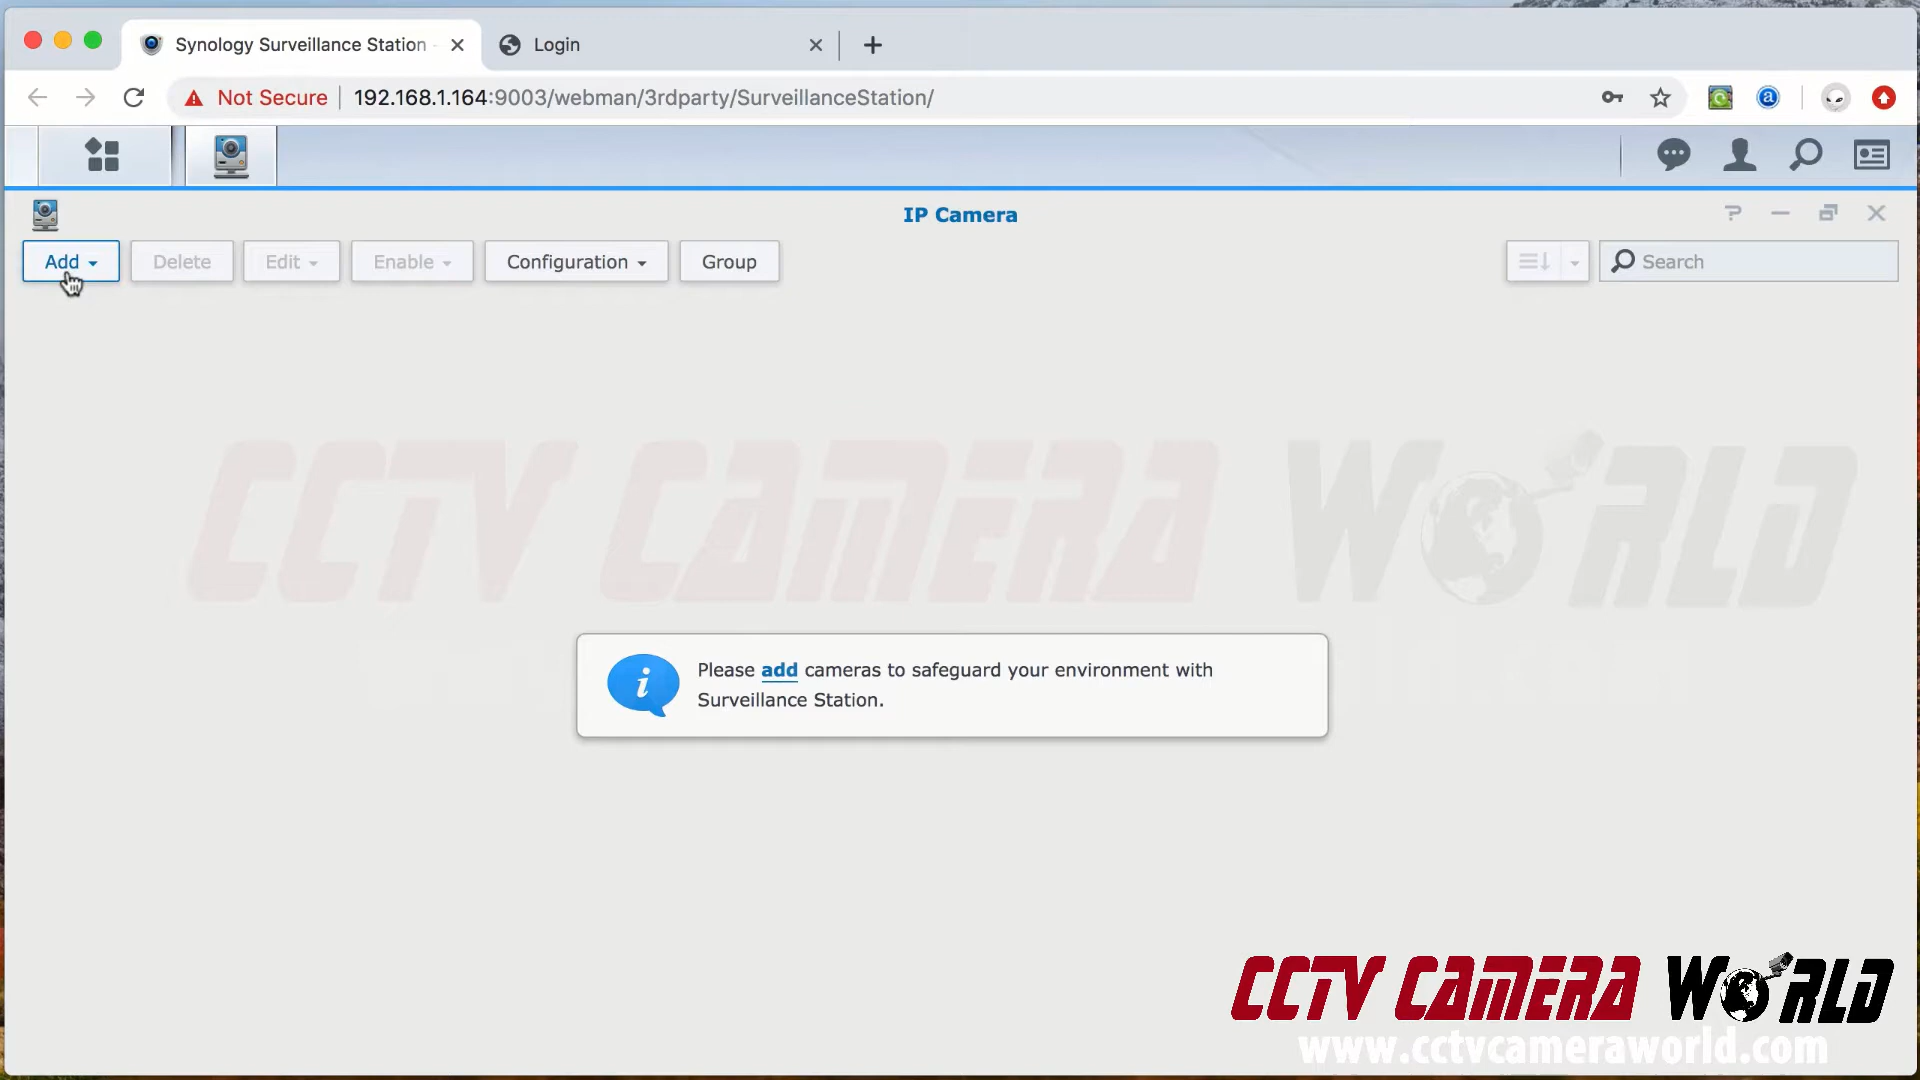 Synology Surveillance Station -
Login
Not Secure
192.168.1.164:9003/webman/3rdparty/SurveillanceStation/
IP Camera
Add
Delete
Edit
Enable
Configuration
Group
Search
CCTV CAMERA WORLD
Please add cameras to safeguard your environment with
Surveillance Station.
CCTV CAMERA WORLD
www.cctvcameraworld.com